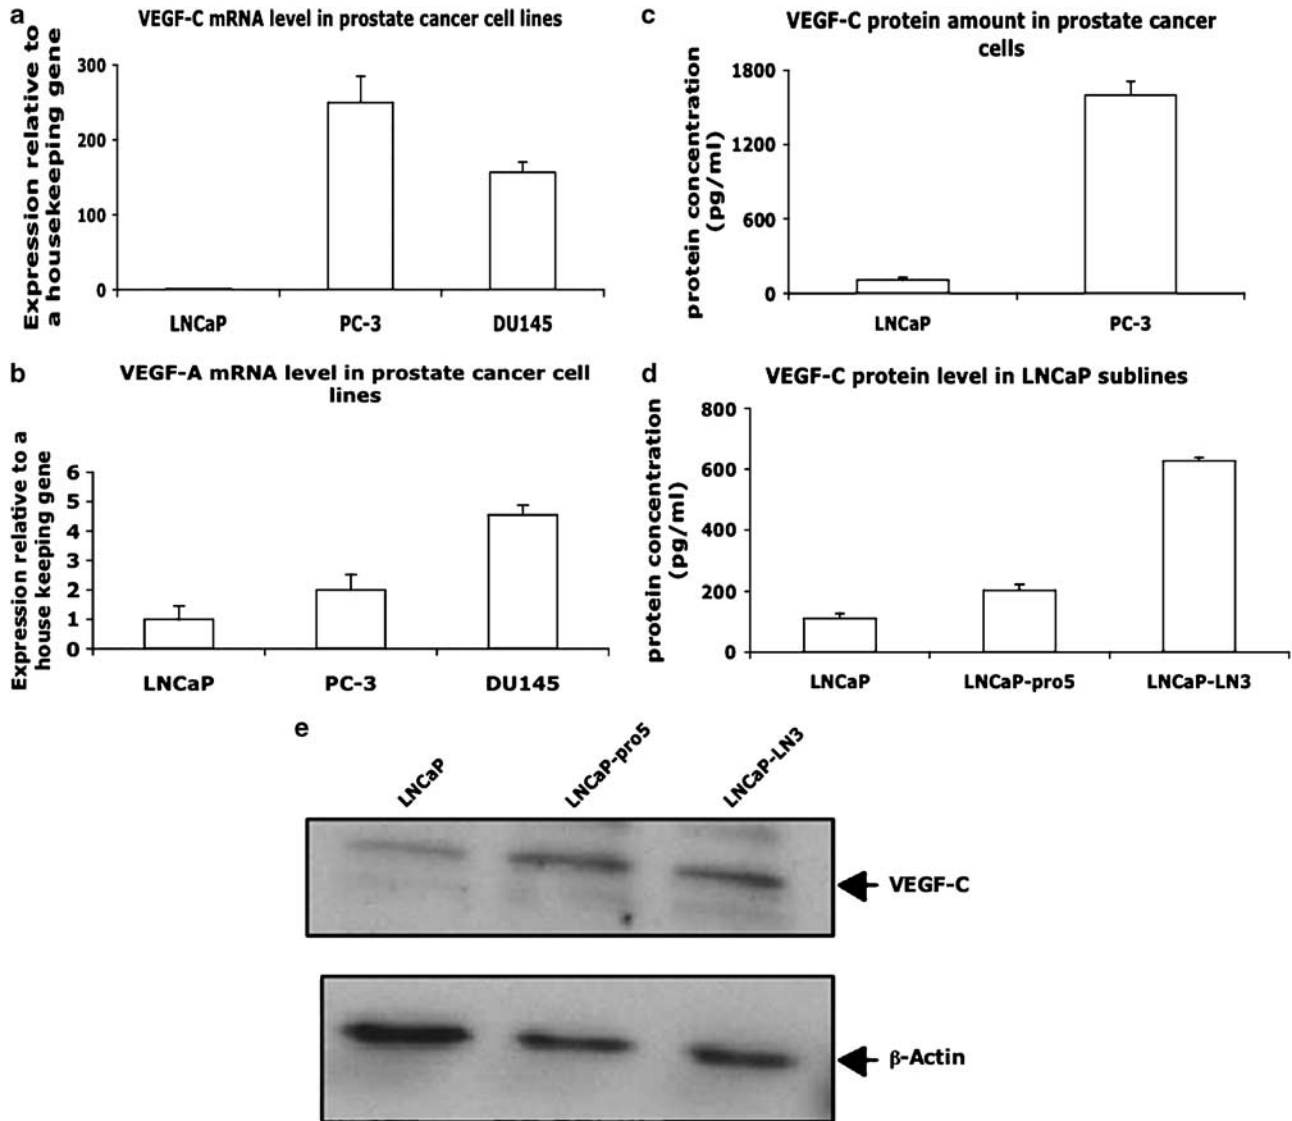 a
VEGF-C mRNA level in prostate cancer cell lines
Expression relative to
a housekeeping gene
300
200
100
0
LNCaP
PC-3
DU145
c
VEGF-C protein amount in prostate cancer
cells
protein concentration
(pg/ml)
1800
1200
600
0
LNCaP
PC-3
b
VEGF-A mRNA level in prostate cancer cell
lines
Expression relative to a
house keeping gene
6
5
4
3
2
1
0
LNCaP
PC-3
DU145
d
VEGF-C protein level in LNCaP sublines
protein concentration
(pg/ml)
800
600
400
200
0
LNCaP
LNCaP-pro5
LNCaP-LN3
e
LNCaP
LNCaP-pro5
LNCaP-LN3
VEGF-C
β-Actin